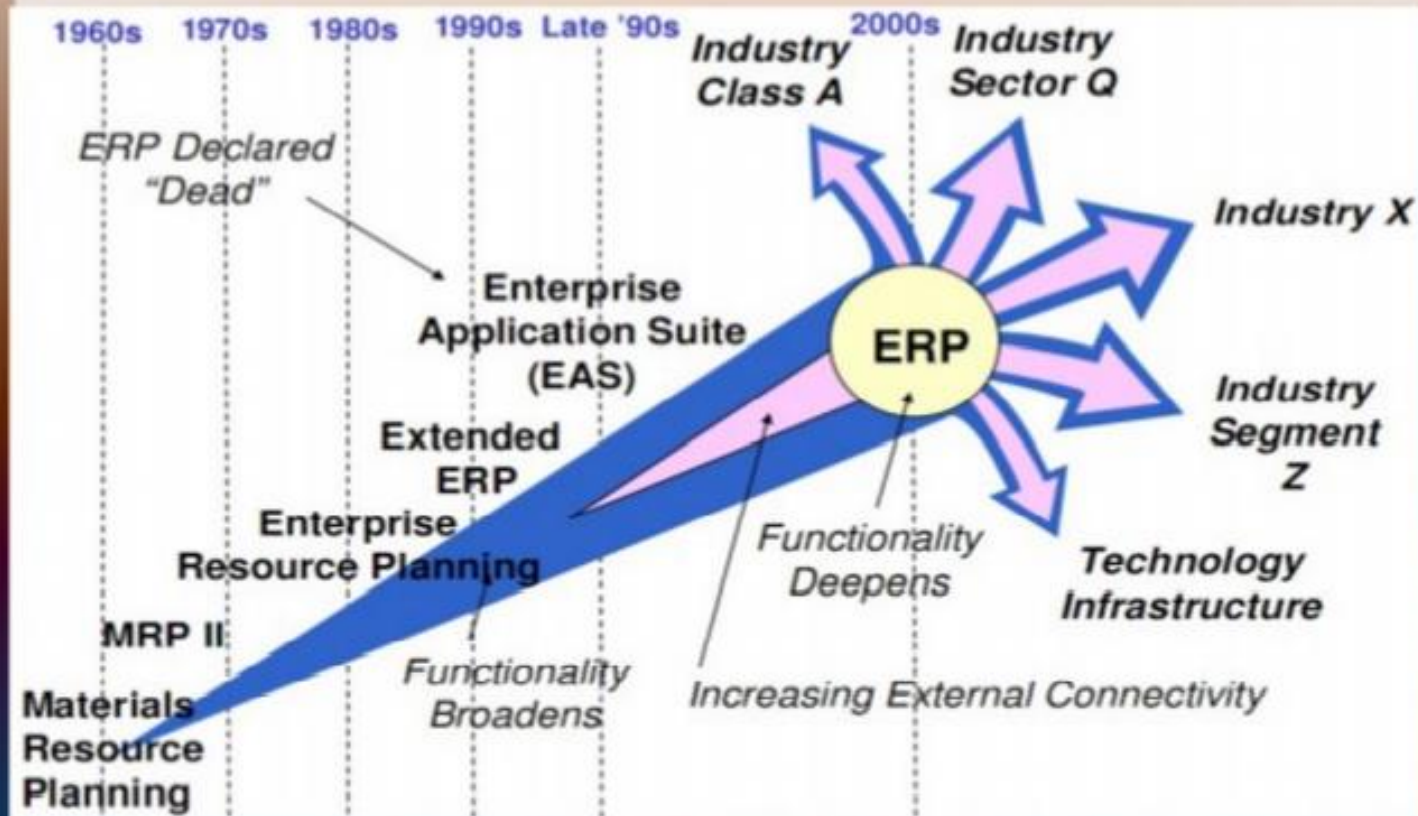 1960s 1970s 1980s 1990s Late '90s 2000s
Industry
Class A
Industry
Sector Q
ERP Declared
"Dead"
Industry X
Enterprise
Application Suite
(EAS)
ERP
Industry
Segment
Z
Extended
ERP
Enterprise
Resource Planning
Functionality
Deepens
Technology
Infrastructure
MRP II
Functionality
Broadens
Increasing External Connectivity
Materials
Resource
Planning